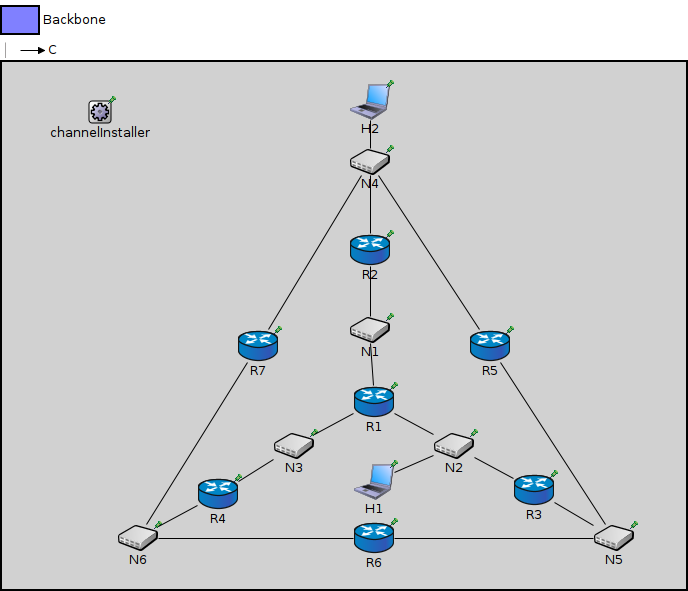 Backbone
C
channelInstaller
H2
N4
R2
N1
R7
R5
R1
N3
N2
H1
R4
R3
N6
R6
N5